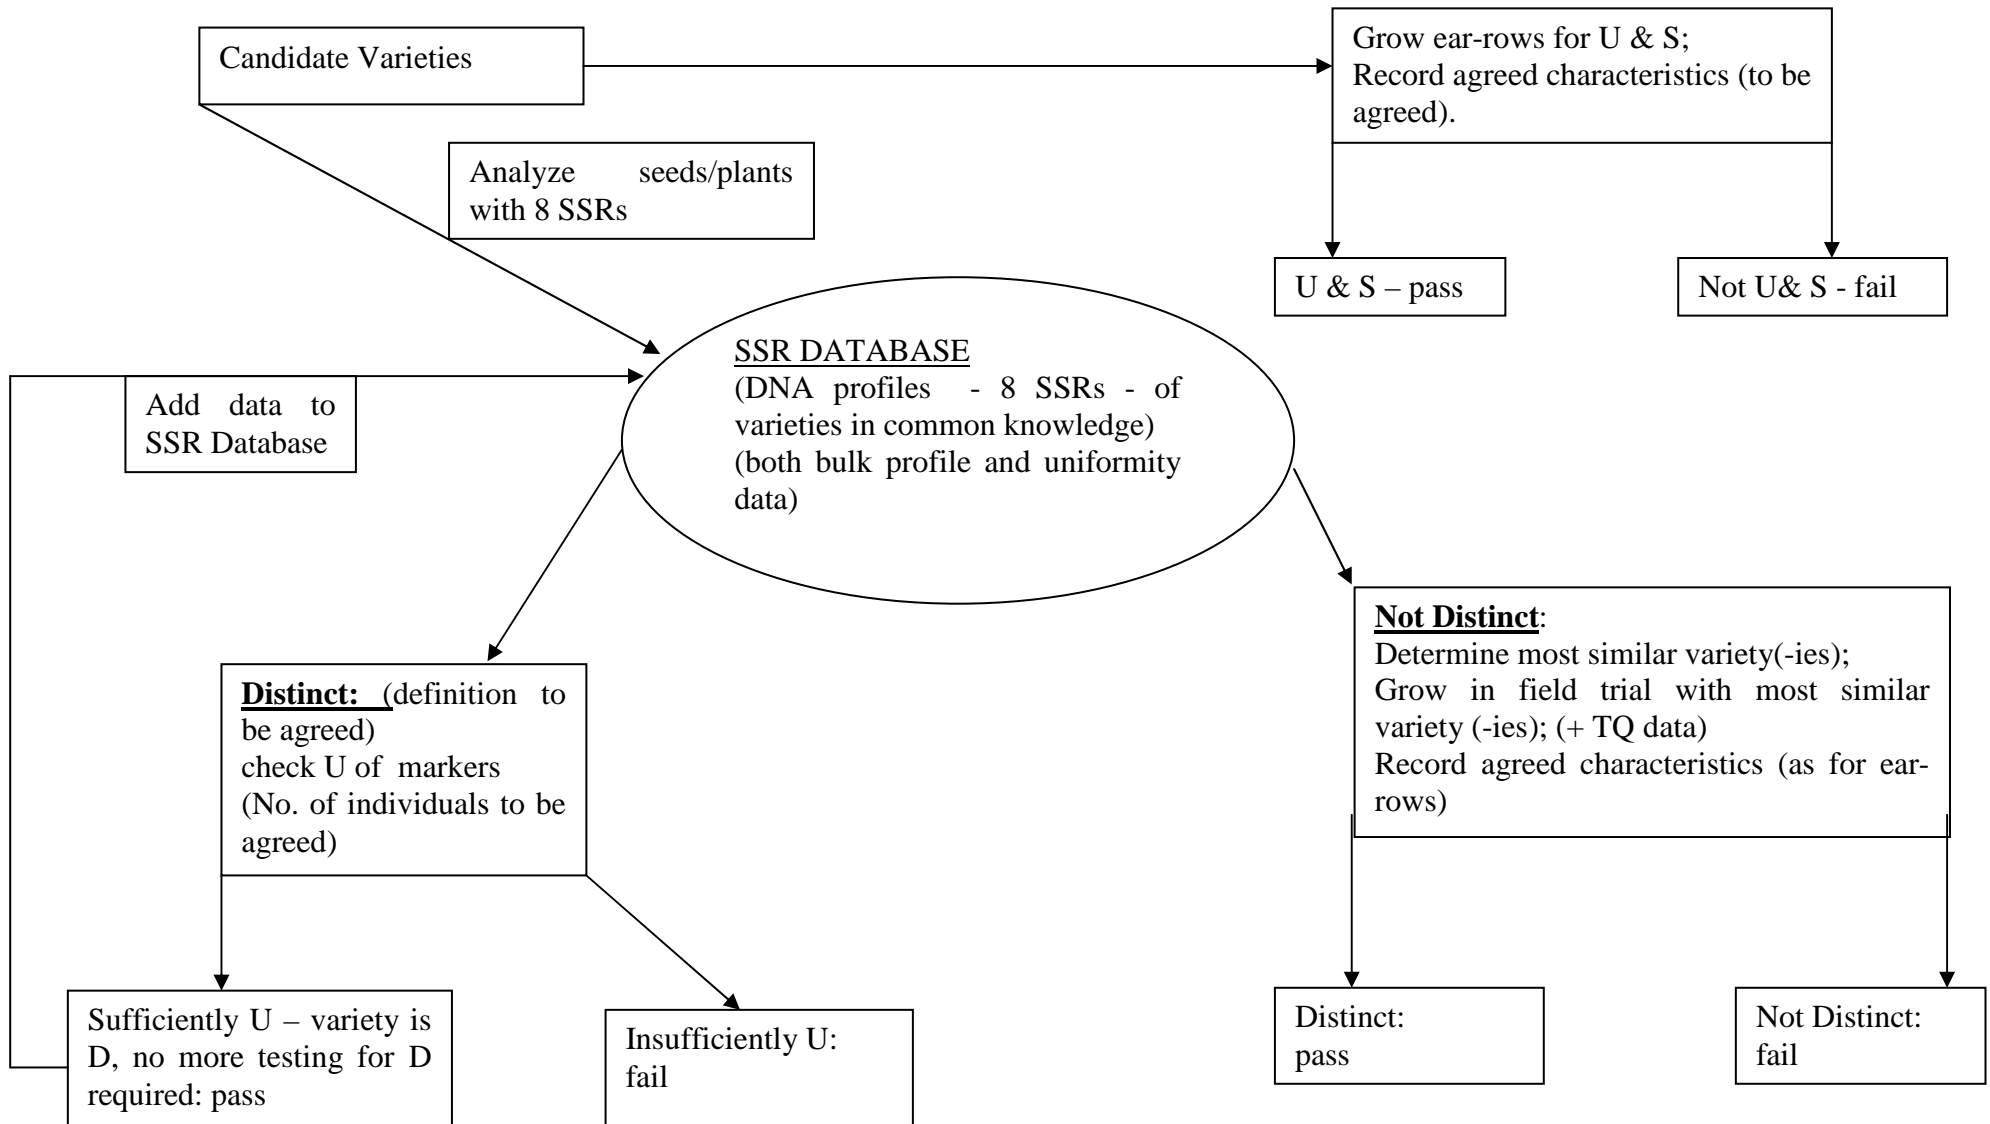 Candidate Varieties
Grow ear-rows for U & S;
Record agreed characteristics (to be
agreed).
Analyze seeds/plants
with 8 SSRs
U & S – pass
Not U& S - fail
SSR DATABASE
(DNA profiles - 8 SSRs - of
varieties in common knowledge)
(both bulk profile and uniformity
data)
Add data to
SSR Database
Distinct: (definition to
be agreed)
check U of markers
(No. of individuals to be
agreed)
Not Distinct:
Determine most similar variety(-ies);
Grow in field trial with most similar
variety (-ies); (+ TQ data)
Record agreed characteristics (as for ear-
rows)
Sufficiently U – variety is
D, no more testing for D
required: pass
Insufficiently U:
fail
Distinct:
pass
Not Distinct:
fail